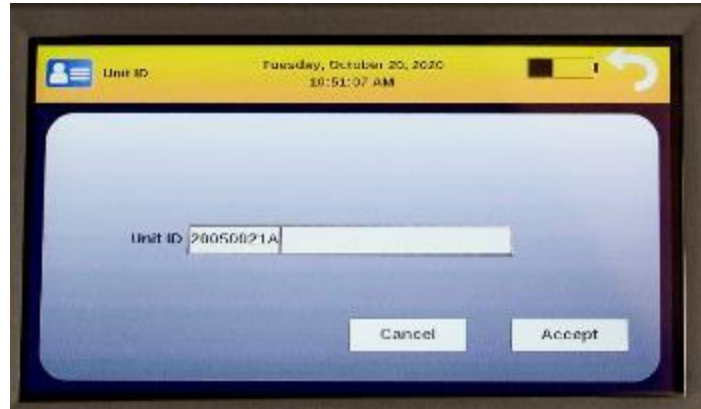 Unit ID
Tuesday, October 20, 2020
10:51:07 AM
Unit ID 20050021A
Cancel
Accept